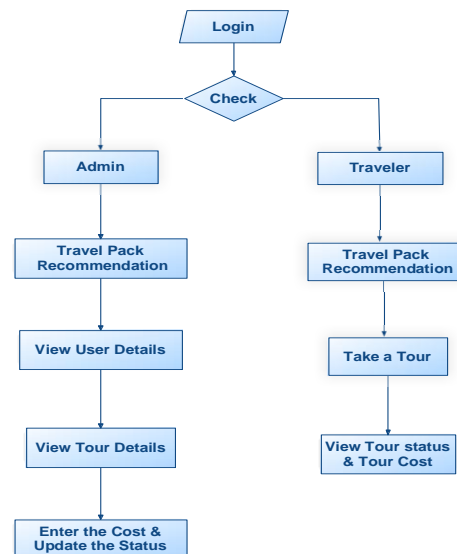 Login
Check
Admin
Traveler
Travel Pack
Recommendation
Travel Pack
Recommendation
View User Details
Take a Tour
View Tour Details
View Tour status
& Tour Cost
Enter the Cost &
Update the Status